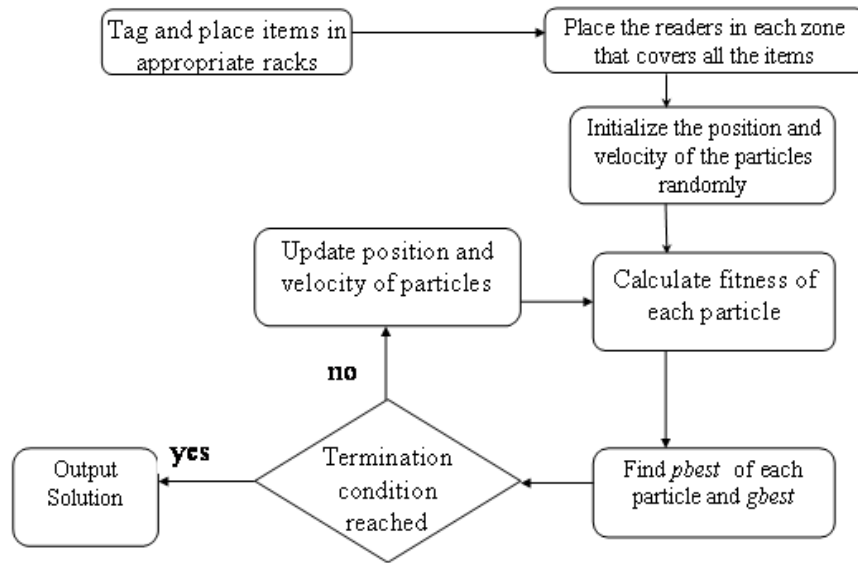 Tag and place items in
appropriate racks
Place the readers in each zone
that covers all the items
Initialize the position and
velocity of the particles
randomly
Update position and
velocity of particles
Calculate fitness of
each particle
no
yes
Output
Solution
Termination
condition
reached
Find pbest of each
particle and gbest